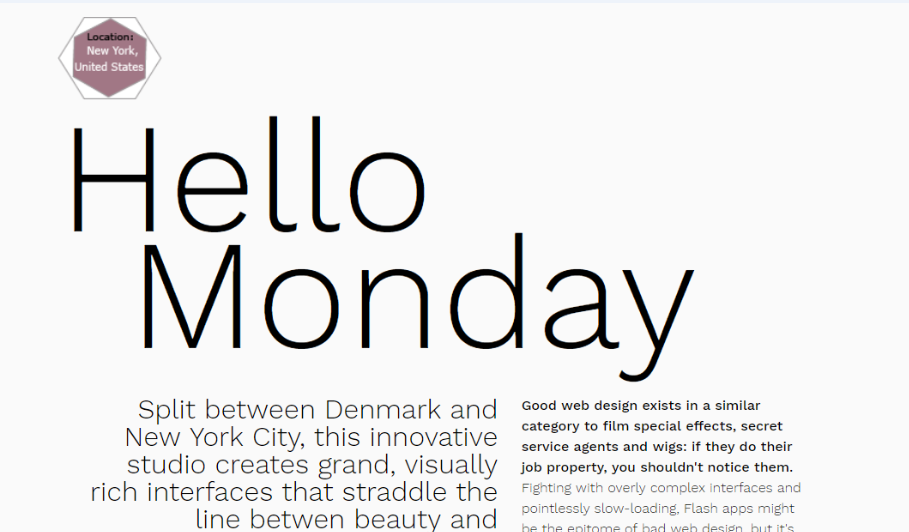 Location:
New York,
United States
Hello
Monday
Split between Denmark and
New York City, this innovative
studio creates grand, visually
rich interfaces that straddle the
line betwen beauty and
Good web design exists in a similar
category to film special effects, secret
service agents and wigs: if they do their
job property, you shouldn't notice them.
Fighting with overly complex interfaces and
pointlessly slow-loading, Flash apps might
be the epitome of bad web design, but it's